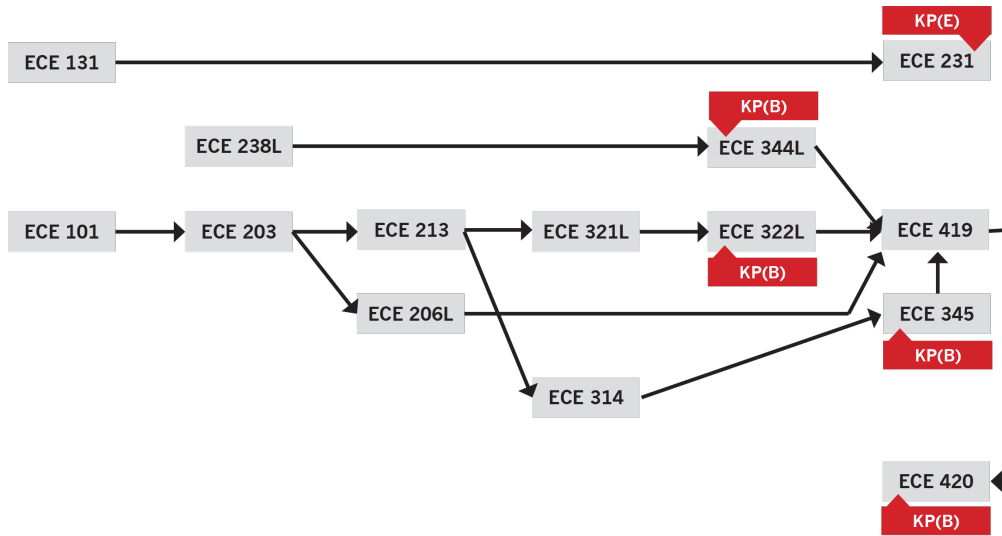 KP(E)
ECE 131
ECE 231
KP(B)
ECE 238L
ECE 344L
ECE 101
ECE 203
ECE 213
ECE 321L
ECE 322L
ECE 419
KP(B)
ECE 206L
ECE 345
KP(B)
ECE 314
ECE 420
KP(B)